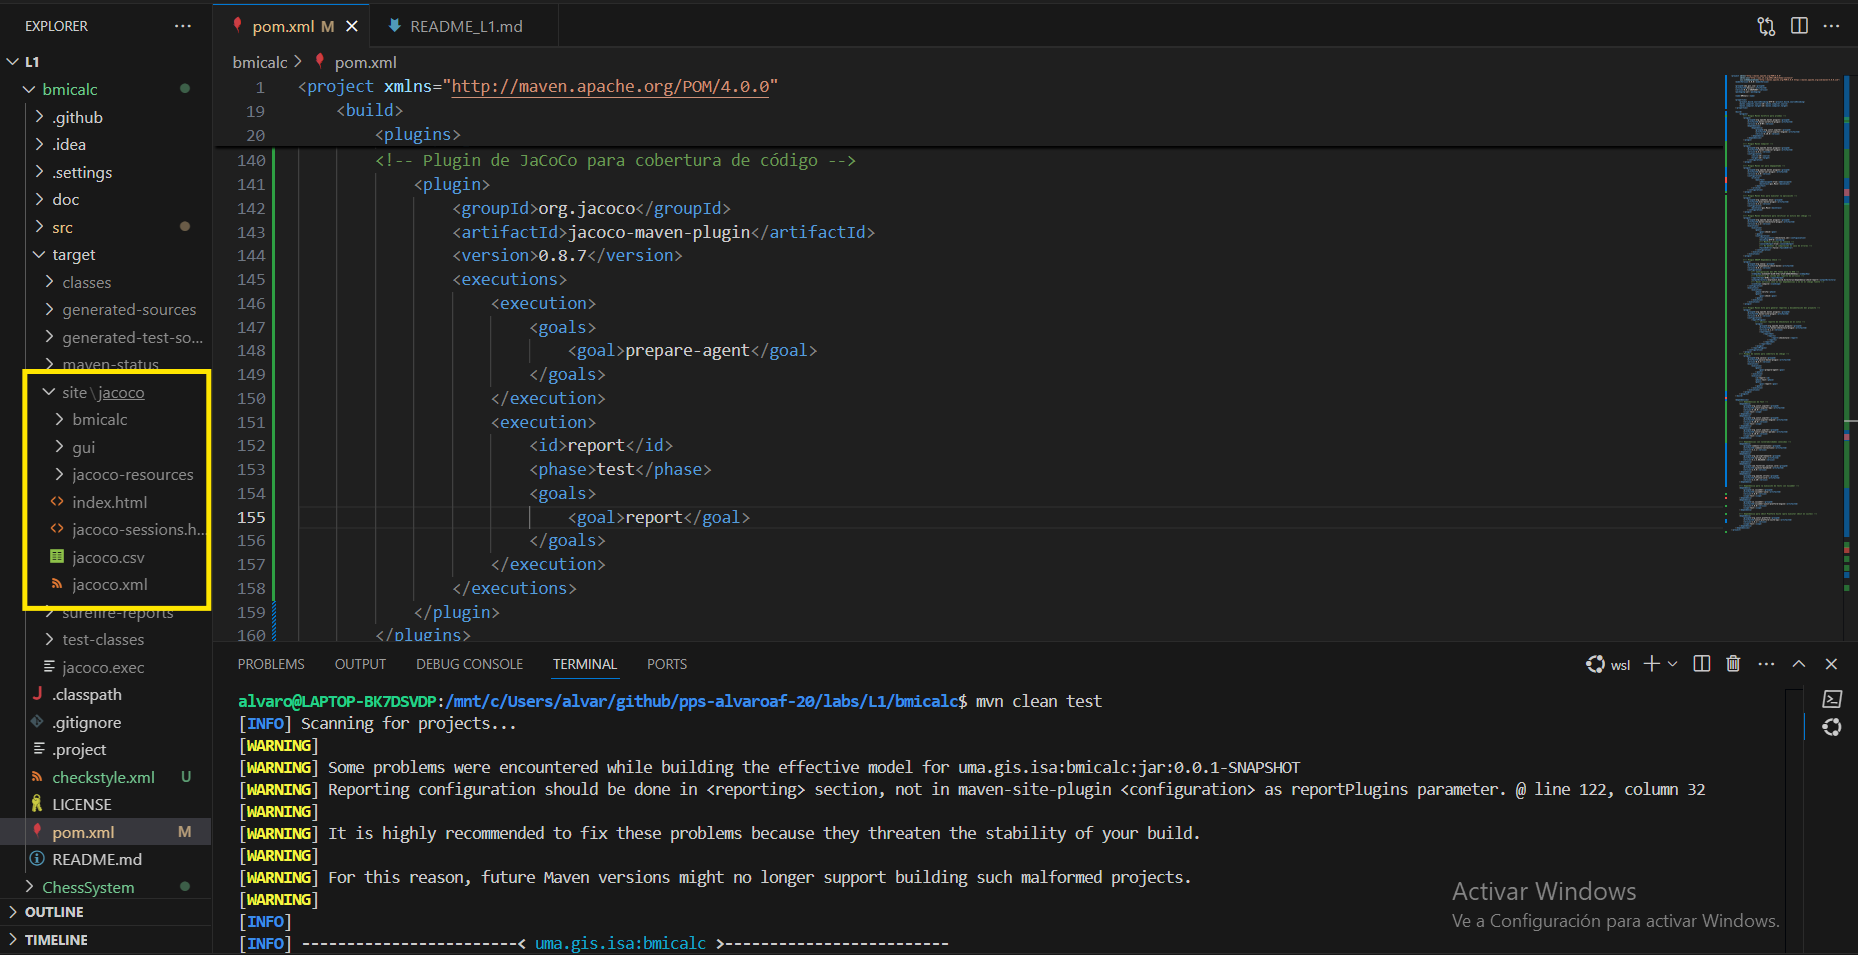 EXPLORER
L1
bmicalc
.github
.idea
.settings
doc
src
target
classes
generated-sources
generated-test-so...
maven-status
site\jacoco
bmicalc
gui
jacoco-resources
index.html
jacoco-sessions.h...
jacoco.csv
jacoco.xml
surefire-reports
test-classes
jacoco.exec
.classpath
.gitignore
.project
checkstyle.xml U
LICENSE
pom.xml M
README.md
ChessSystem
OUTLINE
TIMELINE
pom.xml M
README_L1.md
bmicalc > pom.xml
1 <project xmlns="http://maven.apache.org/POM/4.0.0"
19 <build>
20 <plugins>
140 <!-- Plugin de JaCoCo para cobertura de código -->
141 <plugin>
142 <groupId>org.jacoco</groupId>
143 <artifactId>jacoco-maven-plugin</artifactId>
144 <version>0.8.7</version>
145 <executions>
146 <execution>
147 <goals>
148 <goal>prepare-agent</goal>
149 </goals>
150 </execution>
151 <execution>
152 <id>report</id>
153 <phase>test</phase>
154 <goals>
155 <goal>report</goal>
156 </goals>
157 </execution>
158 </executions>
159 </plugin>
160 </plugins>
PROBLEMS OUTPUT DEBUG CONSOLE TERMINAL PORTS
wsl
alvaro@LAPTOP-BK7DSVDP:/mnt/c/Users/alvar/github/pps-alvaroaf-20/labs/L1/bmicalc$ mvn clean test
[INFO] Scanning for projects...
[WARNING]
[WARNING] Some problems were encountered while building the effective model for uma.gis.isa:bmicalc:jar:0.0.1-SNAPSHOT
[WARNING] Reporting configuration should be done in <reporting> section, not in maven-site-plugin <configuration> as reportPlugins parameter. @ line 122, column 32
[WARNING]
[WARNING] It is highly recommended to fix these problems because they threaten the stability of your build.
[WARNING]
[WARNING] For this reason, future Maven versions might no longer support building such malformed projects.
[WARNING]
[INFO]
[INFO] ------------------------< uma.gis.isa:bmicalc >-------------------------
Activar Windows
Ve a Configuración para activar Windows.